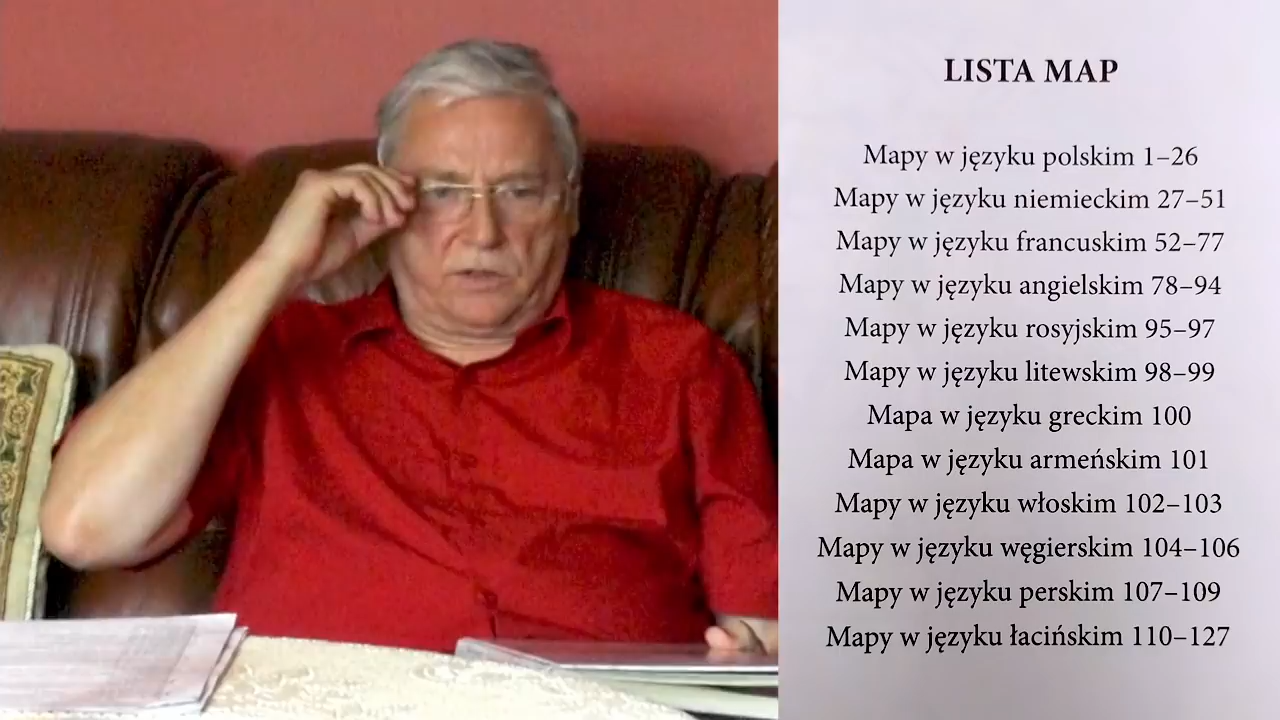 LISTA MAP
Mapy w języku polskim 1–26
Mapy w języku niemieckim 27–51
Mapy w języku francuskim 52–77
Mapy w języku angielskim 78–94
Mapy w języku rosyjskim 95–97
Mapy w języku litewskim 98–99
Mapa w języku greckim 100
Mapa w języku armeńskim 101
Mapy w języku włoskim 102–103
Mapy w języku węgierskim 104–106
Mapy w języku perskim 107–109
Mapy w języku łacińskim 110–127